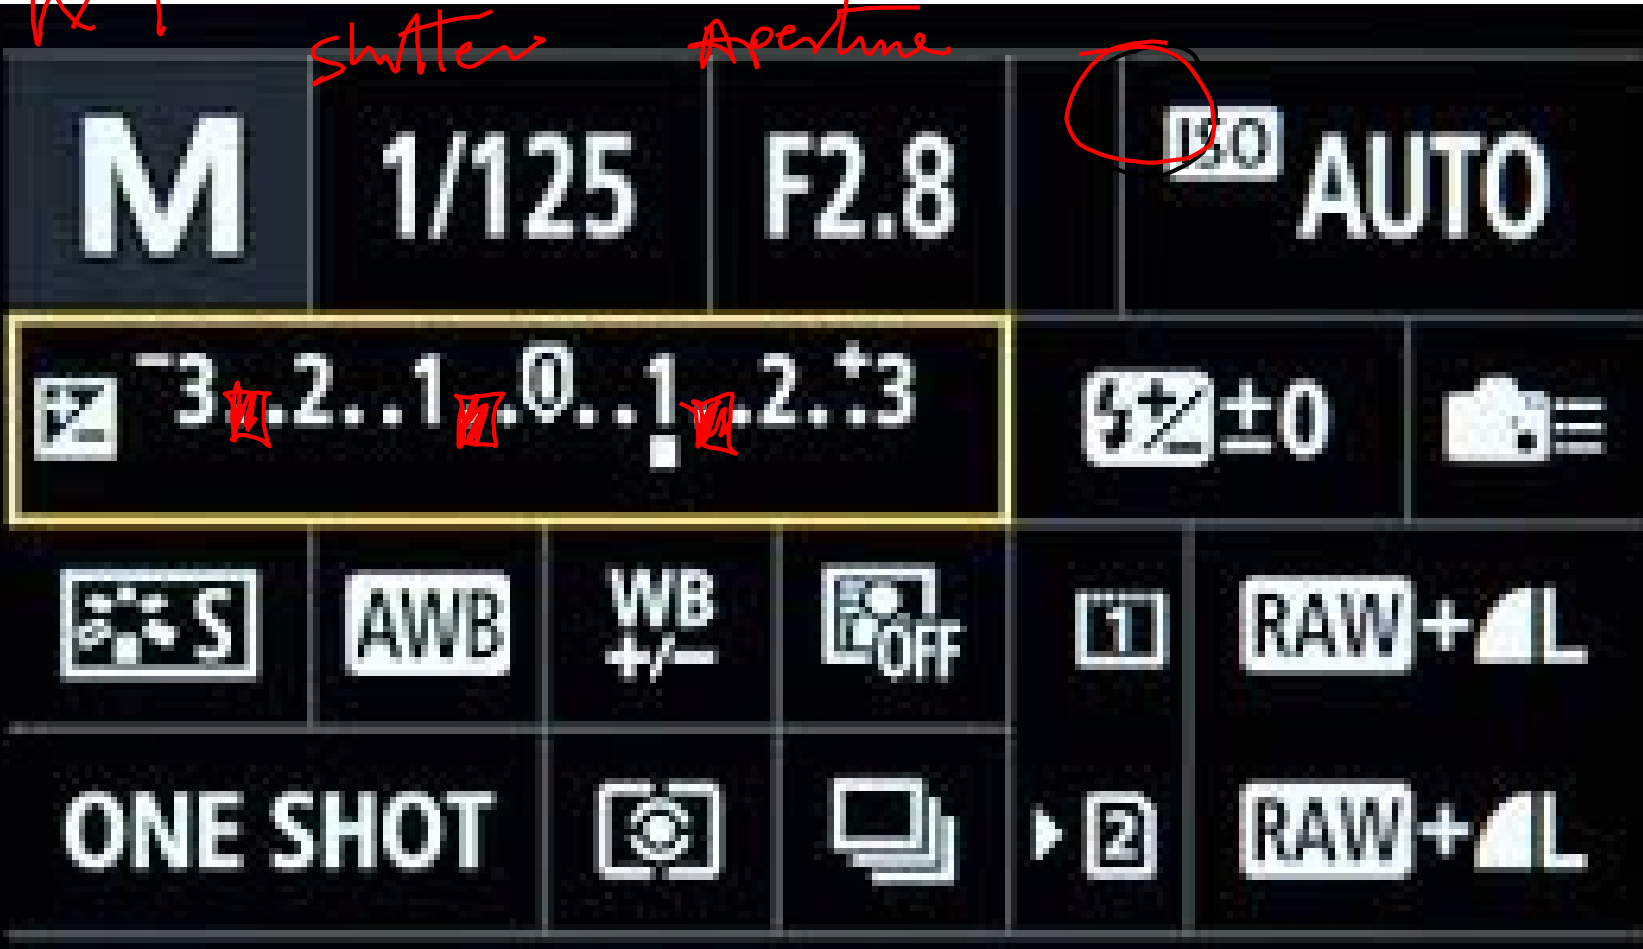 shutter Aperture
M 1/125 F2.8 ISO AUTO
-3..2..1..0..1..2..+3 ±0
S AWB WB +/- OFF 1 RAW+L
ONE SHOT 2 RAW+L